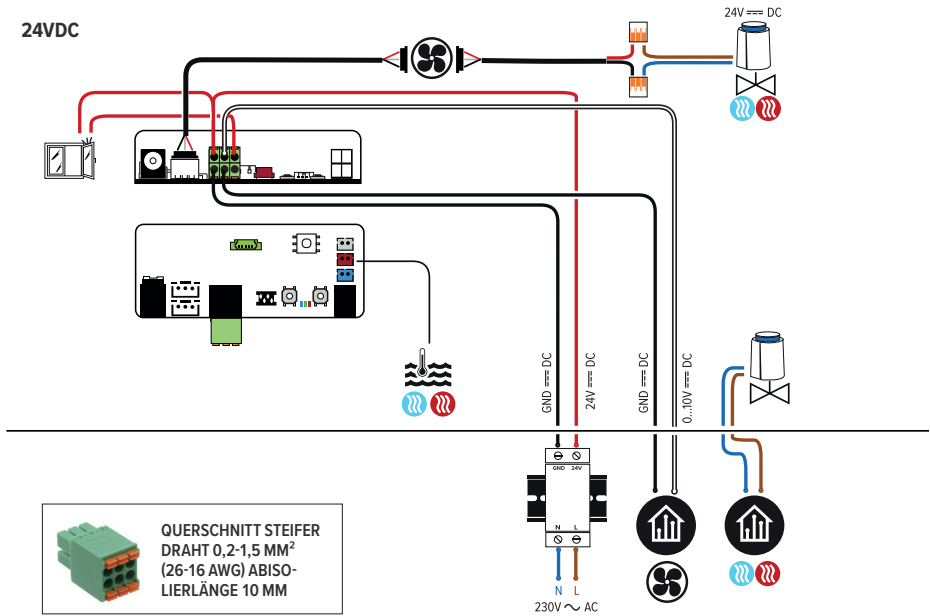 24VDC
24V ⎓ DC
GND ⎓ DC
24V ⎓ DC
GND ⎓ DC
0...10V ⎓ DC
GND 24V
N L
N L
230V ~ AC
QUERSCHNITT STEIFER
DRAHT 0,2-1,5 MM²
(26-16 AWG) ABISO-
LIERLÄNGE 10 MM